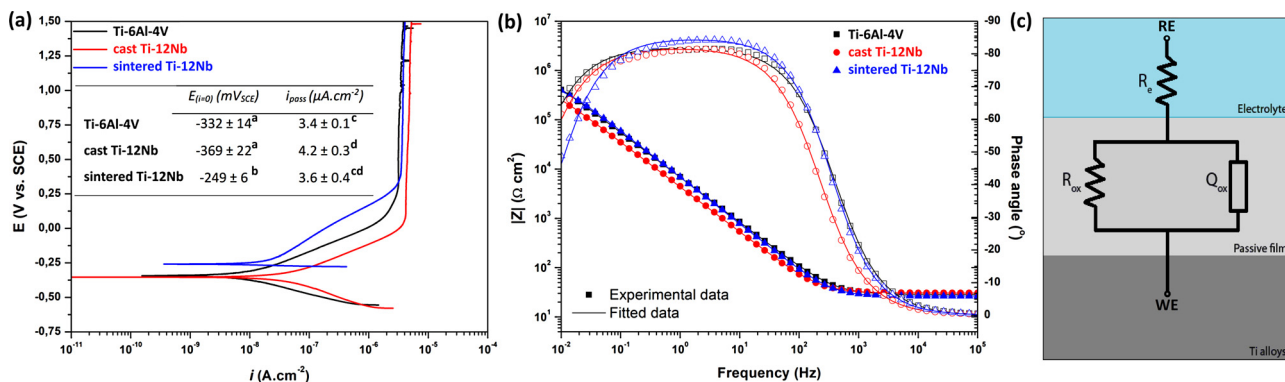 (a)
1,50
1,25
1,00
0,75
0,50
0,25
0,00
-0,25
-0,50
-0,75
E (V vs. SCE)
Ti-6Al-4V
cast Ti-12Nb
sintered Ti-12Nb
E(i=0) (mVSCE) ipass (µA.cm-2)
Ti-6Al-4V -332 ± 14a 3.4 ± 0.1c
cast Ti-12Nb -369 ± 22a 4.2 ± 0.3d
sintered Ti-12Nb -249 ± 6 b 3.6 ± 0.4cd
10-11 10-10 10-9 10-8 10-7 10-6 10-5 10-4
i (A.cm-2)
(b)
107
106
105
104
103
102
101
|Z| (Ω cm2)
Ti-6Al-4V
cast Ti-12Nb
sintered Ti-12Nb
Experimental data
Fitted data
10-2 10-1 100 101 102 103 104 105
Frequency (Hz)
-90
-80
-70
-60
-50
-40
-30
-20
-10
0
Phase angle (°)
(c)
RE
Re
Electrolyte
Rox
Qox
Passive film
WE
Ti alloys